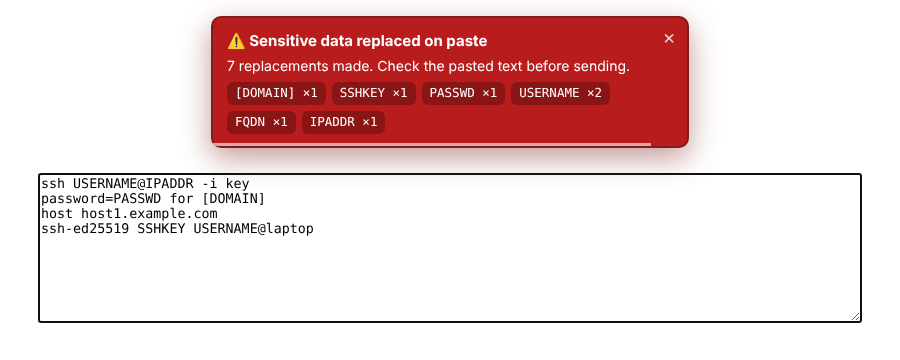 ⚠️ Sensitive data replaced on paste ×
7 replacements made. Check the pasted text before sending.
[DOMAIN] ×1 SSHKEY ×1 PASSWD ×1 USERNAME ×2
FQDN ×1 IPADDR ×1
ssh USERNAME@IPADDR -i key
password=PASSWD for [DOMAIN]
host host1.example.com
ssh-ed25519 SSHKEY USERNAME@laptop